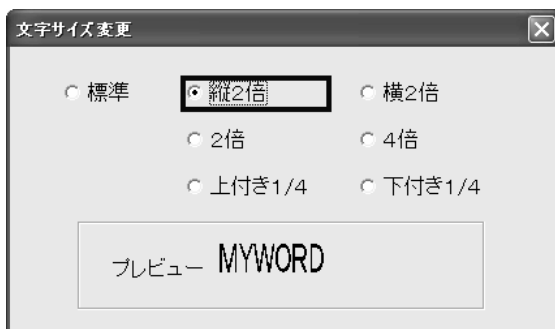 文字サイズ変更
標準 縦2倍 横2倍
2倍 4倍
上付き1/4 下付き1/4
プレビュー MYWORD